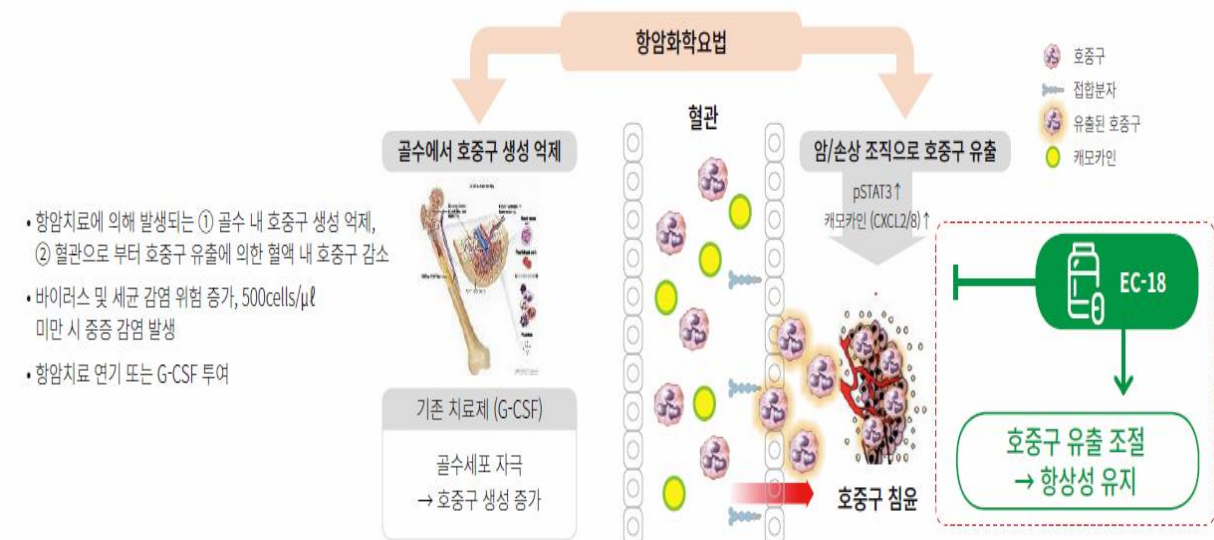 항암화학요법
호중구
접합분자
유출된 호중구
캐모카인
혈관
골수에서 호중구 생성 억제
암/손상 조직으로 호중구 유출
pSTAT3↑
캐모카인 (CXCL2/8)↑
• 항암치료에 의해 발생되는 ① 골수 내 호중구 생성 억제,
② 혈관으로 부터 호중구 유출에 의한 혈액 내 호중구 감소
• 바이러스 및 세균 감염 위험 증가, 500cells/㎕
미만 시 중증 감염 발생
• 항암치료 연기 또는 G-CSF 투여
기존 치료제 (G-CSF)
골수세포 자극
→ 호중구 생성 증가
호중구 침윤
EC-18
호중구 유출 조절
→ 항상성 유지